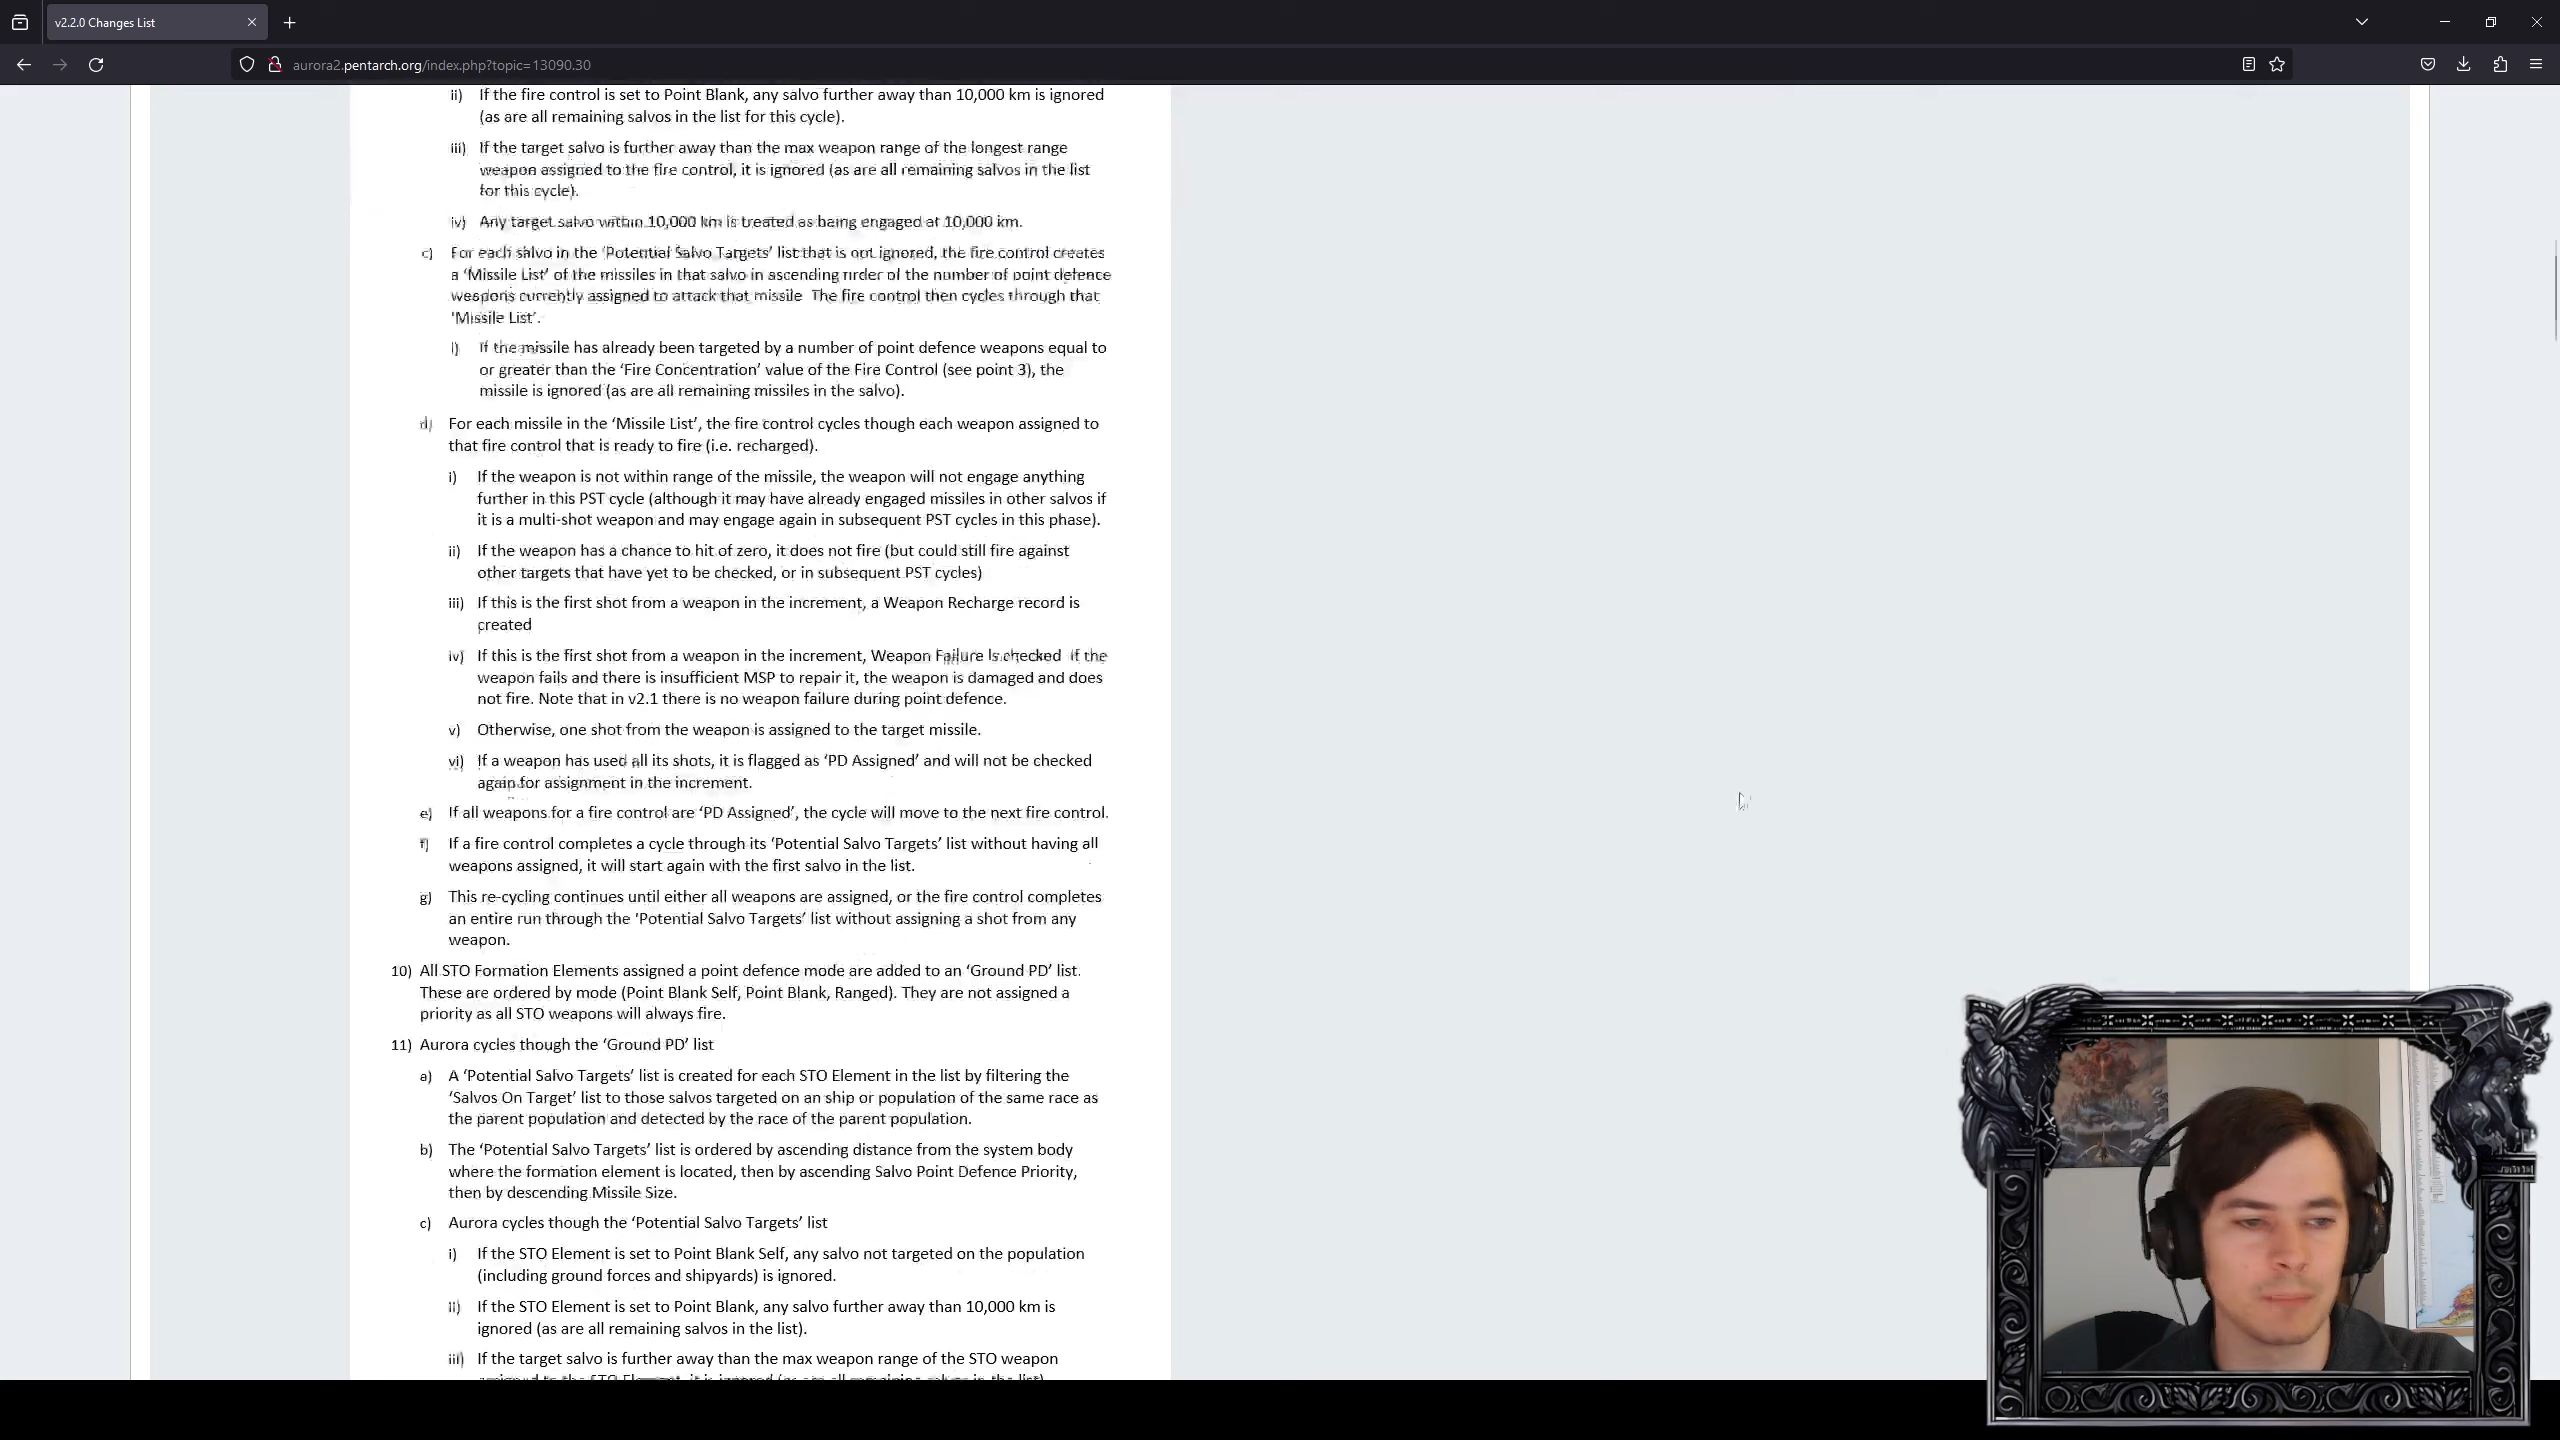 v2.2.0 Changes List
aurora2.pentarch.org/index.php?topic=13090.30
ii) If the fire control is set to Point Blank, any salvo further away than 10,000 km is ignored
(as are all remaining salvos in the list for this cycle).
iii) If the target salvo is further away than the max weapon range of the longest range
weapon assigned to the fire control, it is ignored (as are all remaining salvos in the list
for this cycle).
iv) Any target salvo within 10,000 km is treated as being engaged at 10,000 km.
c) For each salvo in the ‘Potential Salvo Targets’ list that is not ignored, the fire control creates
a ‘Missile List’ of the missiles in that salvo in ascending order of the number of point defence
weapons currently assigned to attack that missile The fire control then cycles through that
‘Missile List’.
i) If the missile has already been targeted by a number of point defence weapons equal to
or greater than the ‘Fire Concentration’ value of the Fire Control (see point 3), the
missile is ignored (as are all remaining missiles in the salvo).
d) For each missile in the ‘Missile List’, the fire control cycles though each weapon assigned to
that fire control that is ready to fire (i.e. recharged).
i) If the weapon is not within range of the missile, the weapon will not engage anything
further in this PST cycle (although it may have already engaged missiles in other salvos if
it is a multi-shot weapon and may engage again in subsequent PST cycles in this phase).
ii) If the weapon has a chance to hit of zero, it does not fire (but could still fire against
other targets that have yet to be checked, or in subsequent PST cycles)
iii) If this is the first shot from a weapon in the increment, a Weapon Recharge record is
created
iv) If this is the first shot from a weapon in the increment, Weapon Failure is checked If the
weapon fails and there is insufficient MSP to repair it, the weapon is damaged and does
not fire. Note that in v2.1 there is no weapon failure during point defence.
v) Otherwise, one shot from the weapon is assigned to the target missile.
vi) If a weapon has used all its shots, it is flagged as ‘PD Assigned’ and will not be checked
again for assignment in the increment.
e) If all weapons for a fire control are ‘PD Assigned’, the cycle will move to the next fire control.
f) If a fire control completes a cycle through its ‘Potential Salvo Targets’ list without having all
weapons assigned, it will start again with the first salvo in the list.
g) This re-cycling continues until either all weapons are assigned, or the fire control completes
an entire run through the ‘Potential Salvo Targets’ list without assigning a shot from any
weapon.
10) All STO Formation Elements assigned a point defence mode are added to an ‘Ground PD’ list.
These are ordered by mode (Point Blank Self, Point Blank, Ranged). They are not assigned a
priority as all STO weapons will always fire.
11) Aurora cycles though the ‘Ground PD’ list
a) A ‘Potential Salvo Targets’ list is created for each STO Element in the list by filtering the
‘Salvos On Target’ list to those salvos targeted on an ship or population of the same race as
the parent population and detected by the race of the parent population.
b) The ‘Potential Salvo Targets’ list is ordered by ascending distance from the system body
where the formation element is located, then by ascending Salvo Point Defence Priority,
then by descending Missile Size.
c) Aurora cycles though the ‘Potential Salvo Targets’ list
i) If the STO Element is set to Point Blank Self, any salvo not targeted on the population
(including ground forces and shipyards) is ignored.
ii) If the STO Element is set to Point Blank, any salvo further away than 10,000 km is
ignored (as are all remaining salvos in the list).
iii) If the target salvo is further away than the max weapon range of the STO weapon
assigned to the STO Element, it is ignored (as are all remaining salvos in the list)